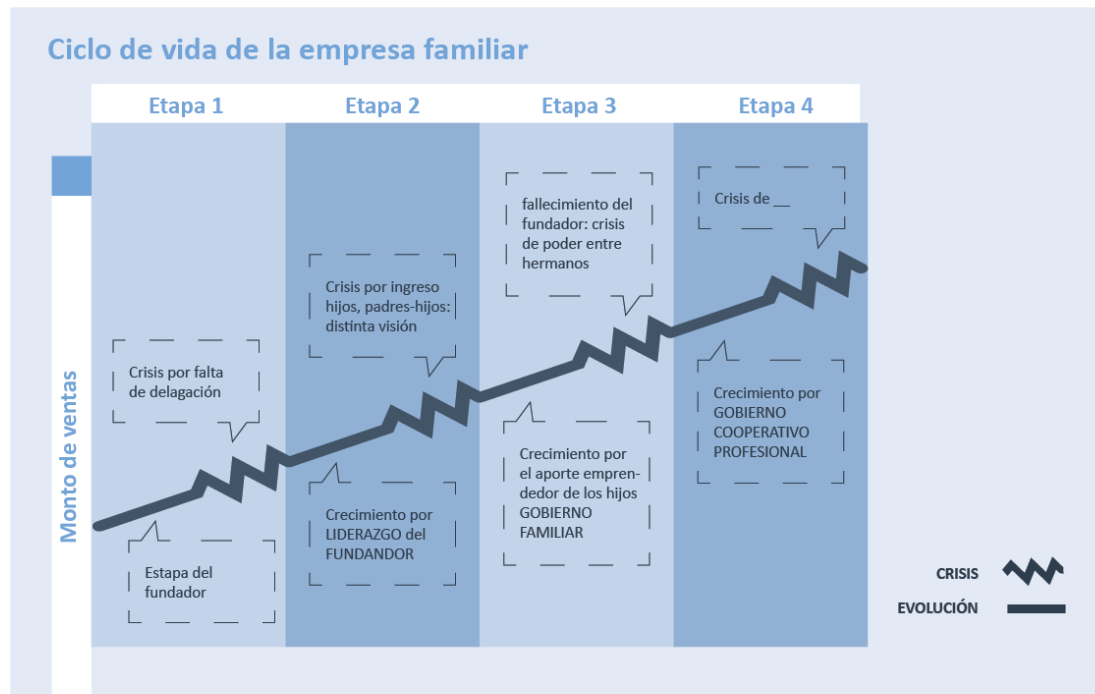 Ciclo de vida de la empresa familiar
Etapa 1
Etapa 2
Etapa 3
Etapa 4
Monto de ventas
Crisis por falta
de delagación
Estapa del
fundador
Crisis por ingreso
hijos, padres-hijos:
distinta visión
Crecimiento por
LIDERAZGO del
FUNDANDOR
fallecimiento del
fundador: crisis
de poder entre
hermanos
Crecimiento por
el aporte empren-
dedor de los hijos
GOBIERNO
FAMILIAR
Crisis de __
Crecimiento por
GOBIERNO
COOPERATIVO
PROFESIONAL
CRISIS
EVOLUCIÓN